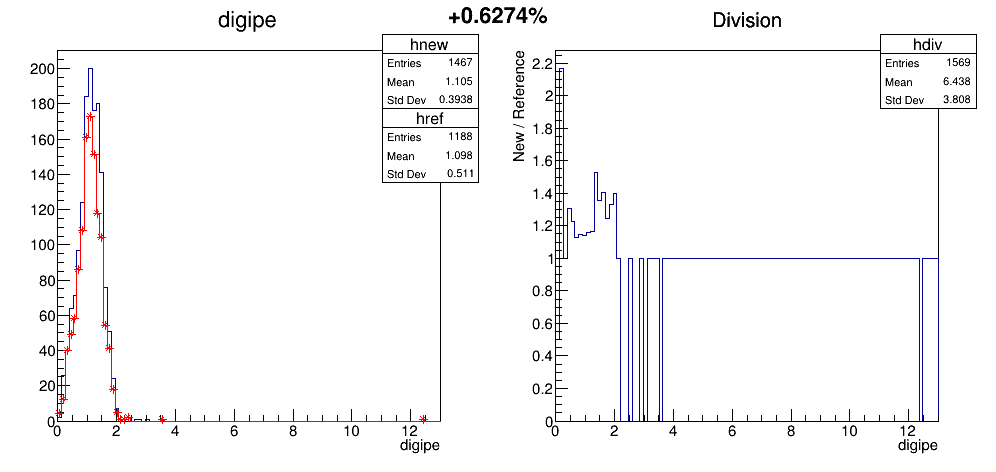 +0.6274%
digipe
hnew
Entries 1467
Mean 1.105
Std Dev 0.3938
href
Entries 1188
Mean 1.098
Std Dev 0.511
200
180
160
140
120
100
80
60
40
20
0
0 2 4 6 8 10 12
digipe
Division
hdiv
Entries 1569
Mean 6.438
Std Dev 3.808
New / Reference
2.2
2
1.8
1.6
1.4
1.2
1
0.8
0.6
0.4
0.2
0
0 2 4 6 8 10 12
digipe